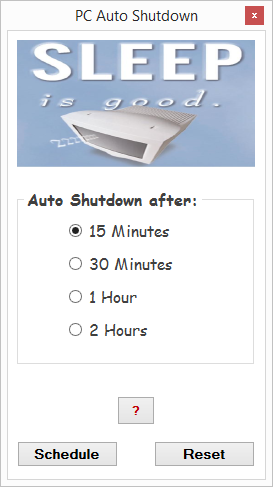 PC Auto Shutdown
x
SLEEP
is good.
zzzz
Auto Shutdown after:
15 Minutes
30 Minutes
1 Hour
2 Hours
?
Schedule
Reset